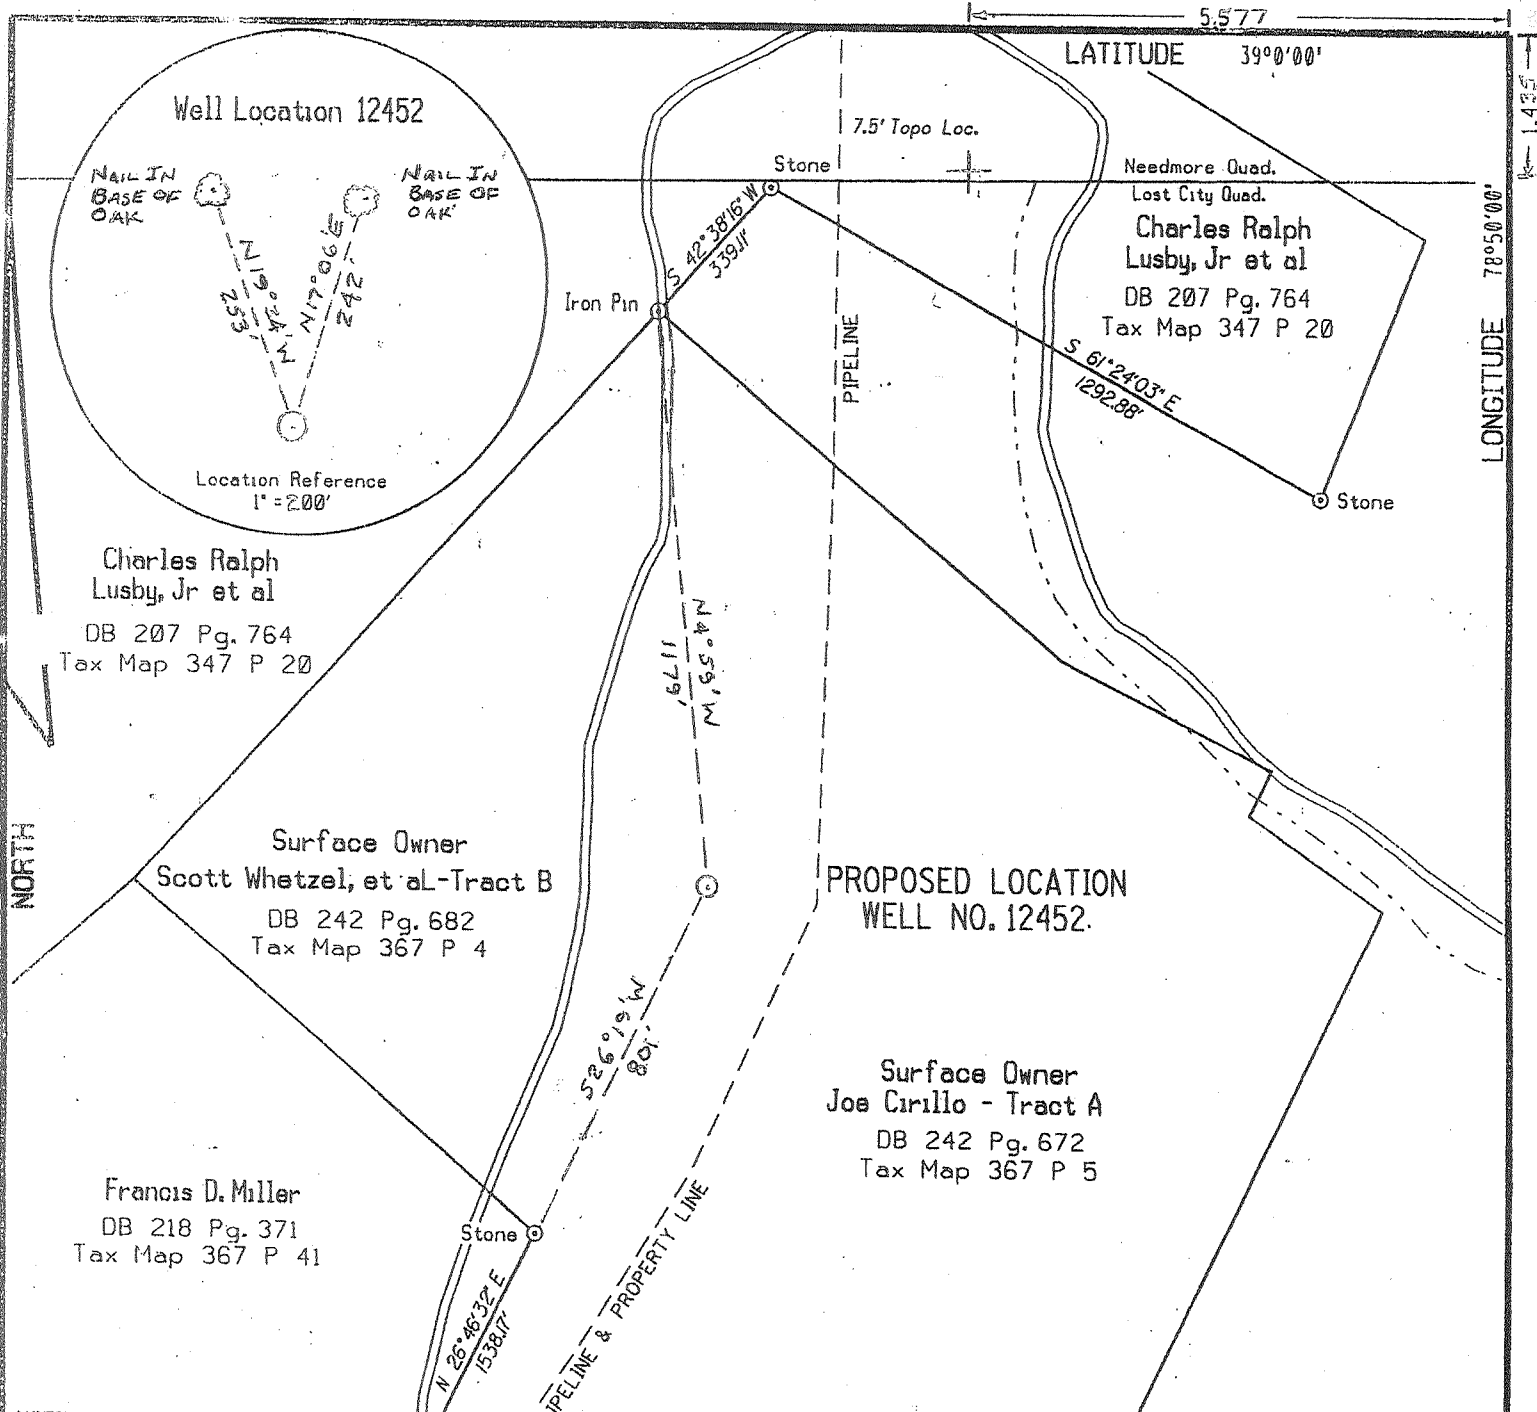 5.577
LATITUDE 39°0'00"
1.435
Well Location 12452
NAIL IN
BASE OF
OAK
NAIL IN
BASE OF
OAK
N19°24'W
253'
N17°06'E
242'
Location Reference
1" = 200'
7.5' Topo Loc.
Stone
Needmore Quad.
Lost City Quad.
Charles Ralph
Lusby, Jr et al
DB 207 Pg. 764
Tax Map 347 P 20
LONGITUDE 78°50'00"
S 42°38'16" W
339.11'
Iron Pin
PIPELINE
S 61°24'03" E
1292.88'
Stone
Charles Ralph
Lusby, Jr et al
DB 207 Pg. 764
Tax Map 347 P 20
N4°55'W
1179'
NORTH
Surface Owner
Scott Whetzel, et al-Tract B
DB 242 Pg. 682
Tax Map 367 P 4
PROPOSED LOCATION
WELL NO. 12452.
S26°19'W
801'
Surface Owner
Joe Cirillo - Tract A
DB 242 Pg. 672
Tax Map 367 P 5
Francis D. Miller
DB 218 Pg. 371
Tax Map 367 P 41
Stone
N 26°46'32" E
1538.17'
IPELINE & PROPERTY LINE